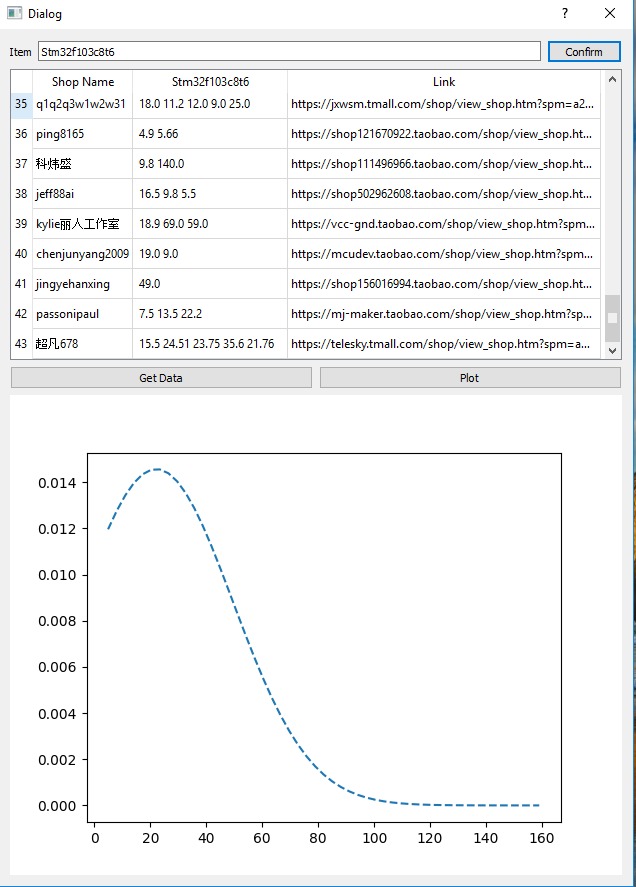 Dialog
Item Stm32f103c8t6 Confirm
Shop Name Stm32f103c8t6 Link
35 q1q2q3w1w2w31 18.0 11.2 12.0 9.0 25.0 https://jxwsm.tmall.com/shop/view_shop.htm?spm=a2...
36 ping8165 4.9 5.66 https://shop121670922.taobao.com/shop/view_shop.ht...
37 科炜盛 9.8 140.0 https://shop111496966.taobao.com/shop/view_shop.ht...
38 jeff88ai 16.5 9.8 5.5 https://shop502962608.taobao.com/shop/view_shop.ht...
39 kylie丽人工作室 18.9 69.0 59.0 https://vcc-gnd.taobao.com/shop/view_shop.htm?spm...
40 chenjunyang2009 19.0 9.0 https://mcudev.taobao.com/shop/view_shop.htm?spm...
41 jingyehanxing 49.0 https://shop156016994.taobao.com/shop/view_shop.ht...
42 passonipaul 7.5 13.5 22.2 https://mj-maker.taobao.com/shop/view_shop.htm?sp...
43 超凡678 15.5 24.51 23.75 35.6 21.76 https://telesky.tmall.com/shop/view_shop.htm?spm=a...
Get Data Plot
0.014
0.012
0.010
0.008
0.006
0.004
0.002
0.000
0 20 40 60 80 100 120 140 160